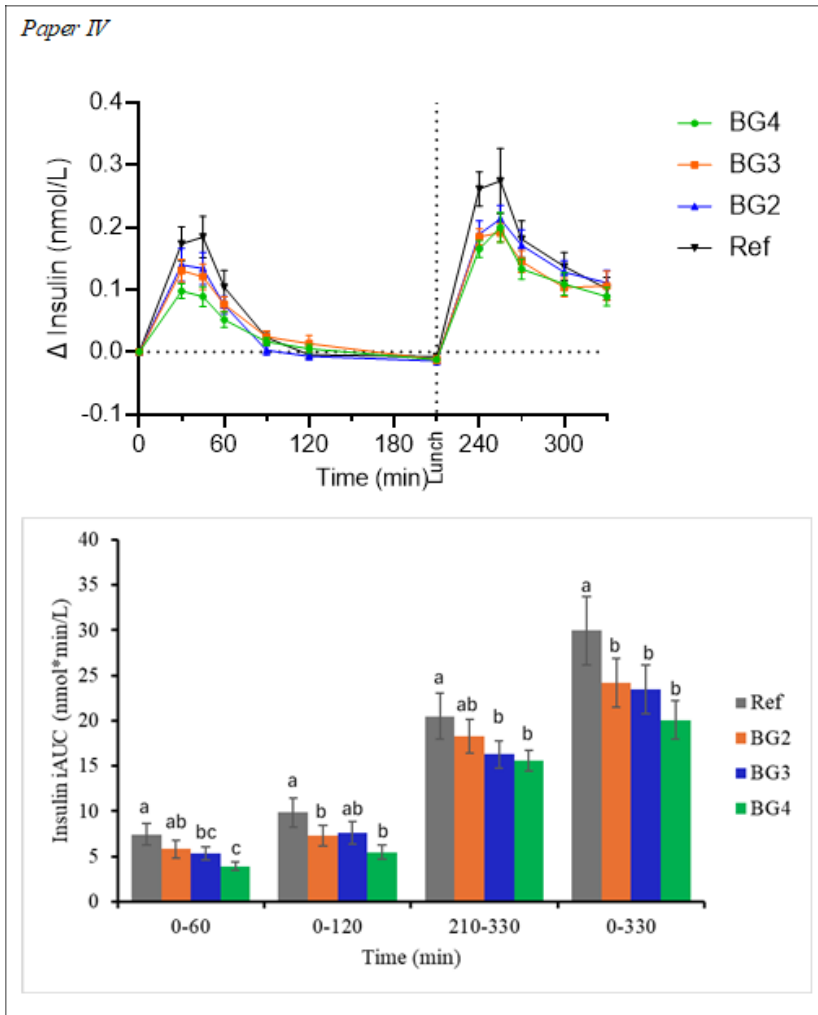 Paper IV
0.4
0.3
0.2
0.1
0.0
-0.1
Δ Insulin (nmol/L)
0
60
120
180
240
300
Lunch
Time (min)
BG4
BG3
BG2
Ref
40
35
30
25
20
15
10
5
0
Insulin iAUC (nmol*min/L)
a
ab
bc
c
a
b
ab
b
a
ab
b
b
a
b
b
b
0-60
0-120
210-330
0-330
Time (min)
Ref
BG2
BG3
BG4